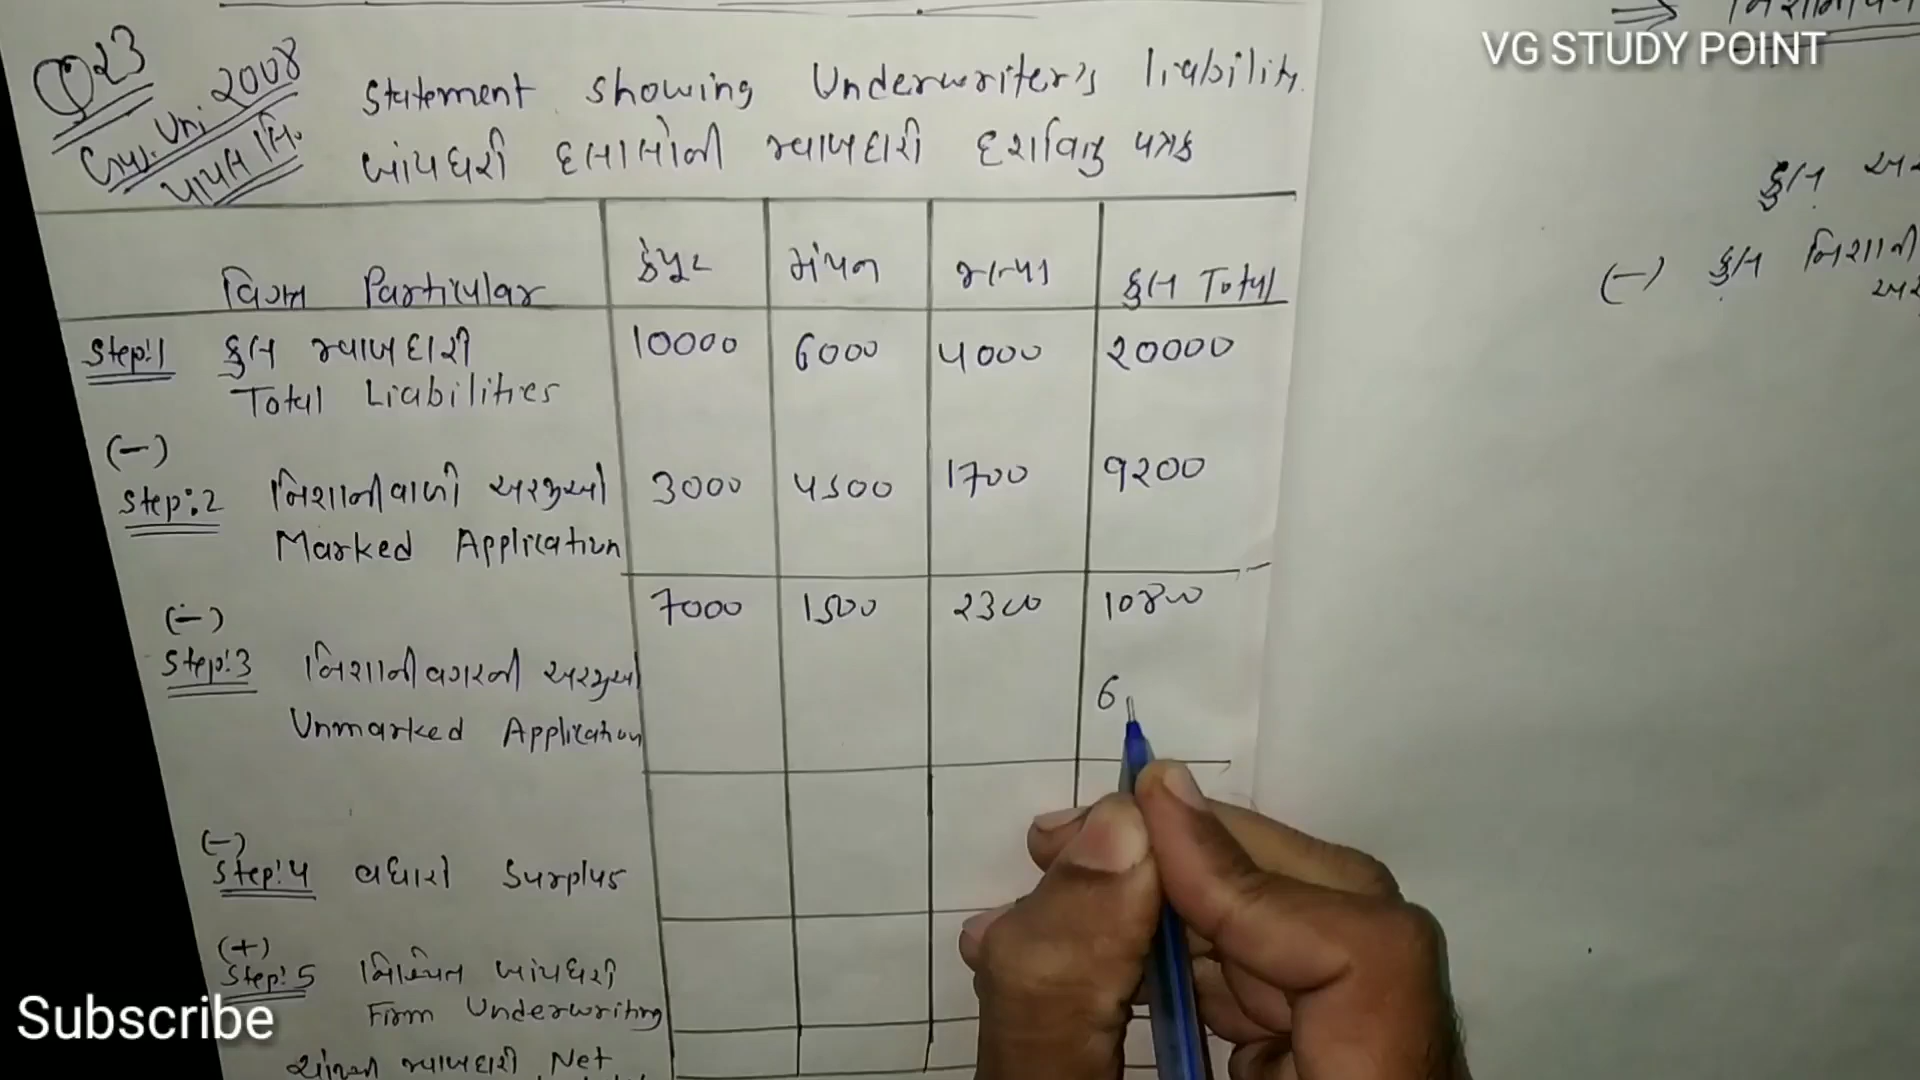 VG STUDY POINT
Q23
Uni 2008
Statement showing Underwriter's liability
બાંયધરી દલાલોની જવાબદારી દર્શાવતુ પત્રક
વિગત Particular કેયુર મંથન જન્ય કુલ Total
Step:1 કુલ જવાબદારી 10000 6000 4000 20000
Total Liabilities
(-)
Step:2 નિશાનીવાળી અરજીઓ 3000 4500 1700 9200
Marked Application
7000 1500 2300 10800
(-)
Step:3 નિશાનીવગરની અરજીઓ 6
Unmarked Application
(-)
Step:4 વધારો Surplus
(+)
Step:5 નિશ્ચિત બાંયધરી
Firm Underwriting
જવાબદારી Net
કુલ
(-) કુલ નિશાની
Subscribe